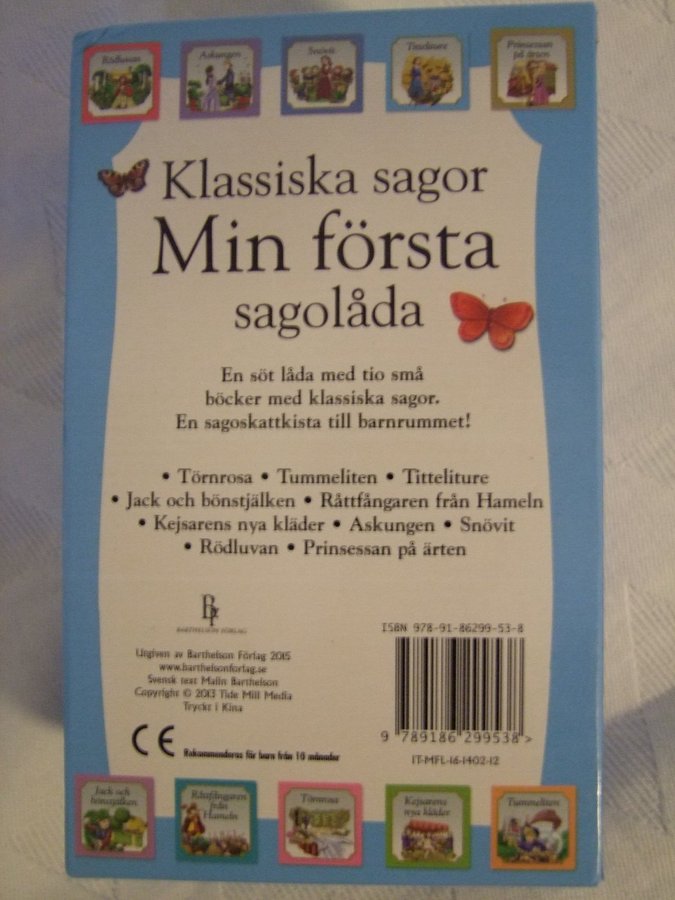 Rödluvan
Askungen
Snövit
Titteliture
Prinsessan
på ärten
Klassiska sagor
Min första
sagolåda
En söt låda med tio små
böcker med klassiska sagor.
En sagoskattkista till barnrummet!
• Törnrosa • Tummeliten • Titteliture
• Jack och bönstjälken • Råttfångaren från Hameln
• Kejsarens nya kläder • Askungen • Snövit
• Rödluvan • Prinsessan på ärten
BARTHELSON FÖRLAG
Utgiven av Barthelson Förlag 2015
www.barthelsonforlag.se
Svensk text Malin Barthelson
Copyright © 2013 Tide Mill Media
Tryckt i Kina
CE
Rekommenderas för barn från 10 månader
ISBN 978-91-86299-53-8
9 789186 299538 >
IT-MFL-16-1402-12
Jack och
bönstjälken
Råttfångaren
från
Hameln
Törnrosa
Kejsarens
nya kläder
Tummeliten